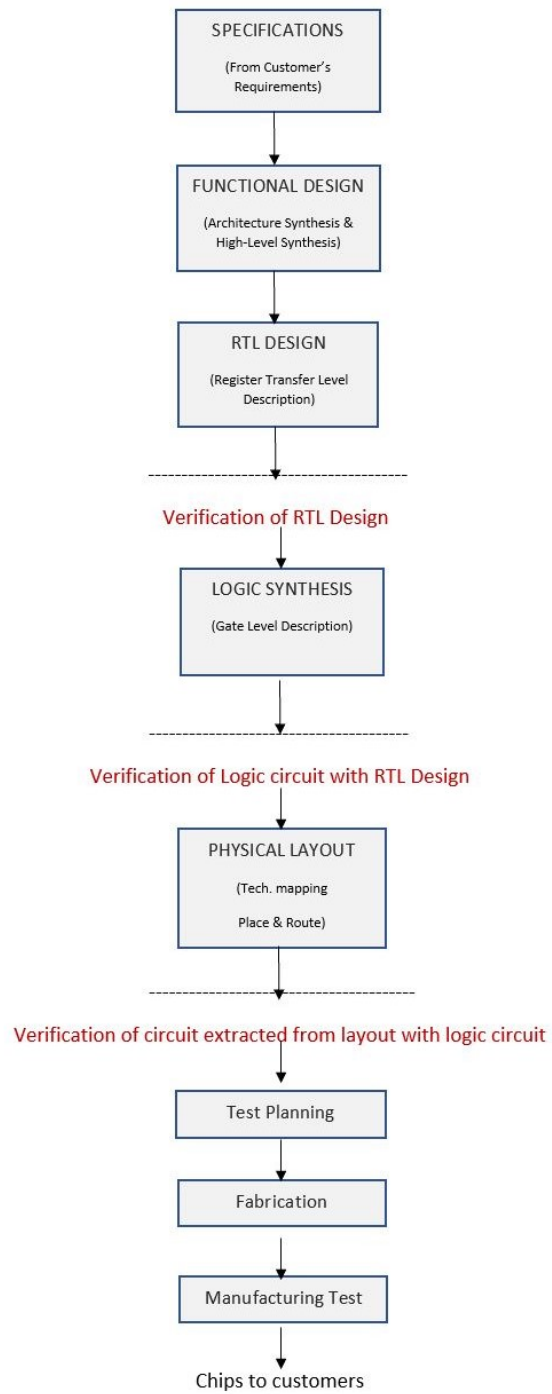 SPECIFICATIONS
(From Customer’s
Requirements)
FUNCTIONAL DESIGN
(Architecture Synthesis &
High-Level Synthesis)
RTL DESIGN
(Register Transfer Level
Description)
Verification of RTL Design
LOGIC SYNTHESIS
(Gate Level Description)
Verification of Logic circuit with RTL Design
PHYSICAL LAYOUT
(Tech. mapping
Place & Route)
Verification of circuit extracted from layout with logic circuit
Test Planning
Fabrication
Manufacturing Test
Chips to customers